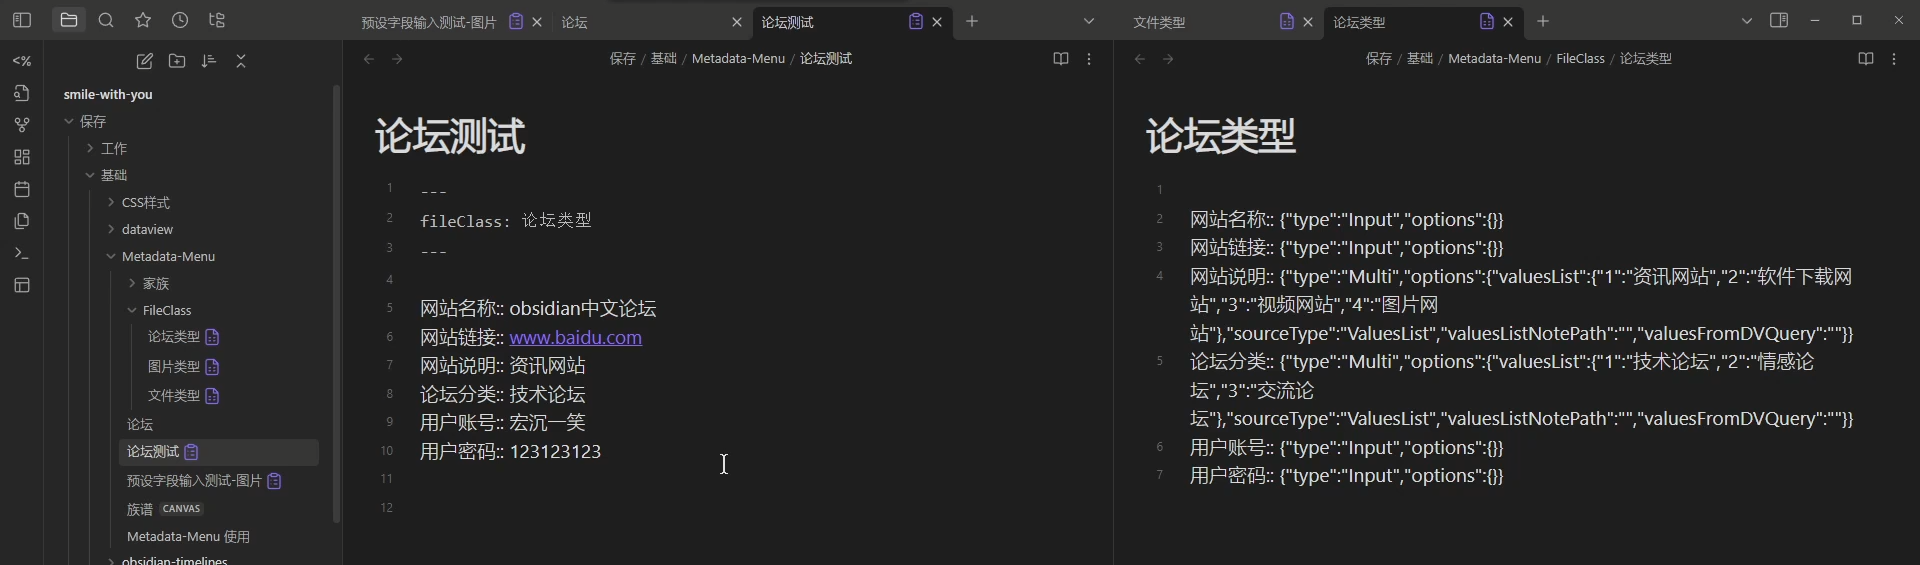 预设字段输入测试-图片
论坛
论坛测试
文件类型
论坛类型
<%
smile-with-you
保存
工作
基础
CSS样式
dataview
Metadata-Menu
家族
FileClass
论坛类型
图片类型
文件类型
论坛
论坛测试
预设字段输入测试-图片
族谱 CANVAS
Metadata-Menu 使用
obsidian-timelines
保存 / 基础 / Metadata-Menu / 论坛测试
论坛测试
1 ---
2 fileClass: 论坛类型
3 ---
4
5 网站名称:: obsidian中文论坛
6 网站链接:: www.baidu.com
7 网站说明:: 资讯网站
8 论坛分类:: 技术论坛
9 用户账号:: 宏沉一笑
10 用户密码:: 123123123
11
12
保存 / 基础 / Metadata-Menu / FileClass / 论坛类型
论坛类型
1
2 网站名称:: {"type":"Input","options":{}}
3 网站链接:: {"type":"Input","options":{}}
4 网站说明:: {"type":"Multi","options":{"valuesList":{"1":"资讯网站","2":"软件下载网
站","3":"视频网站","4":"图片网
站"},"sourceType":"ValuesList","valuesListNotePath":"","valuesFromDVQuery":""}}
5 论坛分类:: {"type":"Multi","options":{"valuesList":{"1":"技术论坛","2":"情感论
坛","3":"交流论
坛"},"sourceType":"ValuesList","valuesListNotePath":"","valuesFromDVQuery":""}}
6 用户账号:: {"type":"Input","options":{}}
7 用户密码:: {"type":"Input","options":{}}